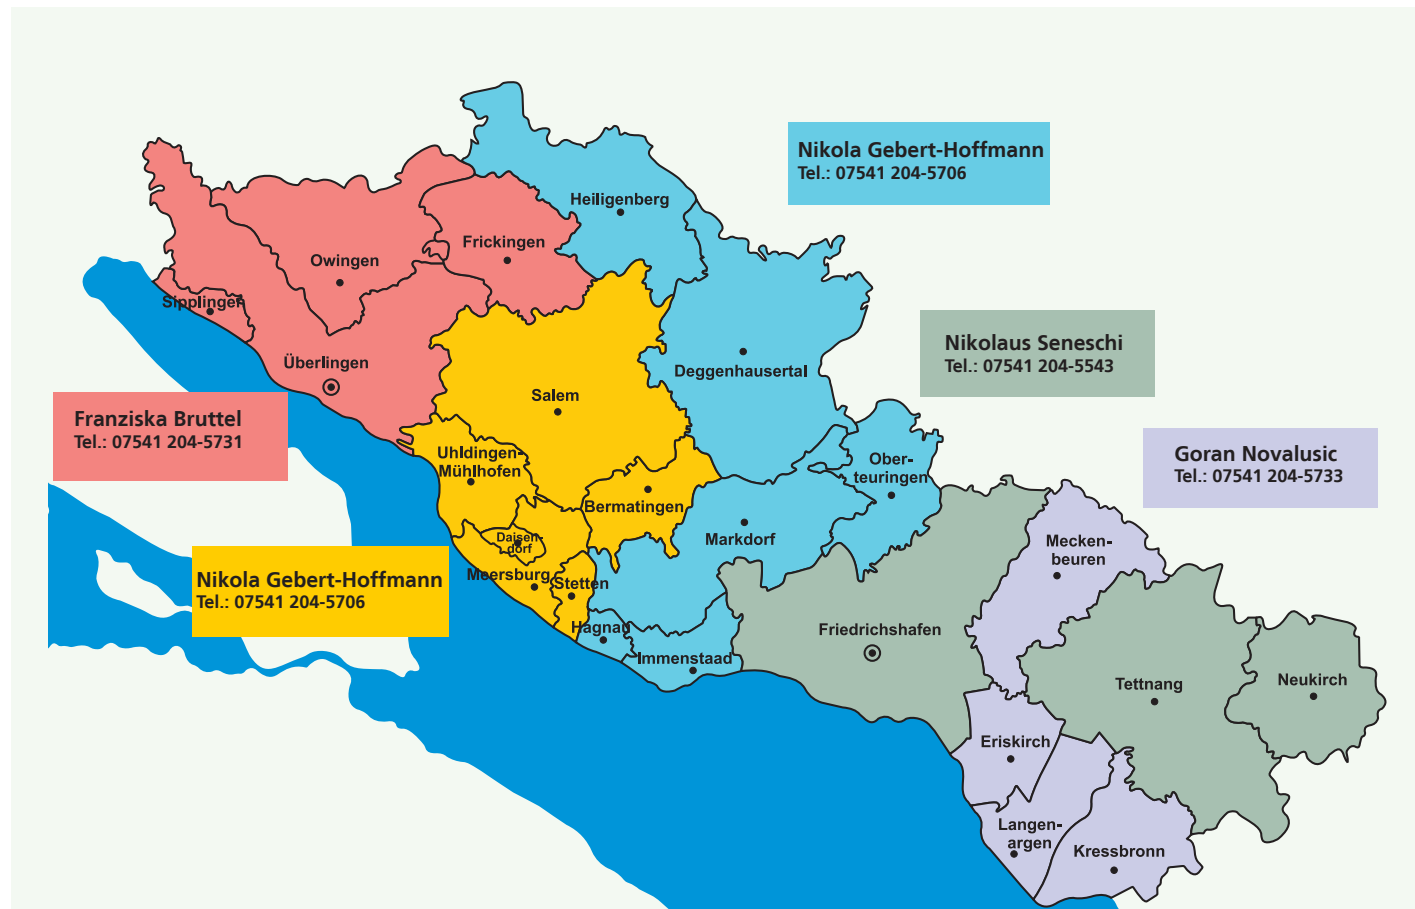 Nikola Gebert-Hoffmann
Tel.: 07541 204-5706
Heiligenberg
Frickingen
Owingen
Sipplingen
Überlingen
Nikolaus Seneschi
Tel.: 07541 204-5543
Deggenhausertal
Salem
Franziska Bruttel
Tel.: 07541 204-5731
Goran Novalusic
Tel.: 07541 204-5733
Uhldingen-
Mühlhofen
Ober-
teuringen
Bermatingen
Markdorf
Daisen-
dorf
Meersburg
Stetten
Nikola Gebert-Hoffmann
Tel.: 07541 204-5706
Mecken-
beuren
Hagnau
Immenstaad
Friedrichshafen
Tettnang
Neukirch
Eriskirch
Langen-
argen
Kressbronn